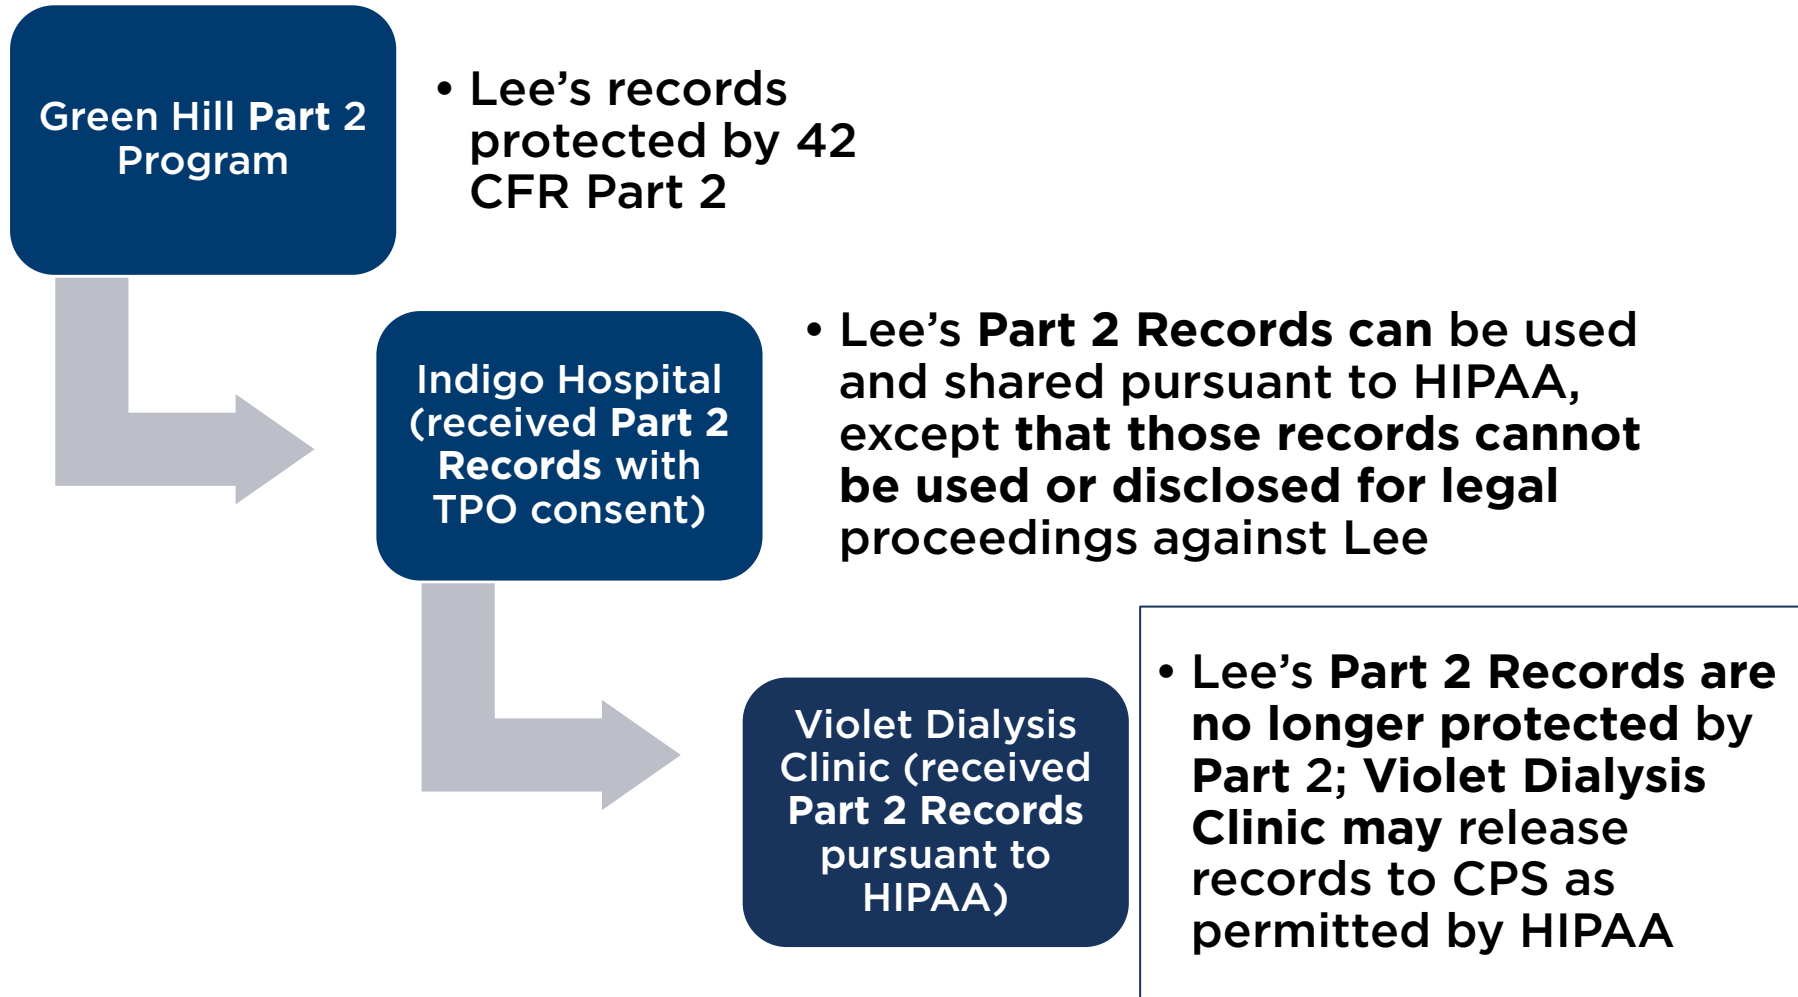 Green Hill Part 2
Program
• Lee’s records
protected by 42
CFR Part 2
Indigo Hospital
(received Part 2
Records with
TPO consent)
• Lee’s Part 2 Records can be used
and shared pursuant to HIPAA,
except that those records cannot
be used or disclosed for legal
proceedings against Lee
Violet Dialysis
Clinic (received
Part 2 Records
pursuant to
HIPAA)
• Lee’s Part 2 Records are
no longer protected by
Part 2; Violet Dialysis
Clinic may release
records to CPS as
permitted by HIPAA